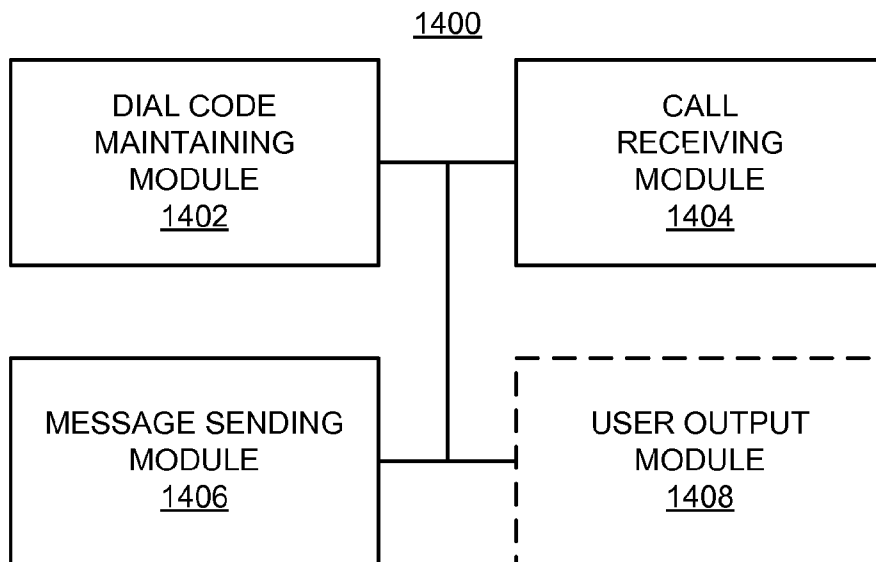 1400
DIAL CODE
MAINTAINING
MODULE
1402
CALL
RECEIVING
MODULE
1404
MESSAGE SENDING
MODULE
1406
USER OUTPUT
MODULE
1408